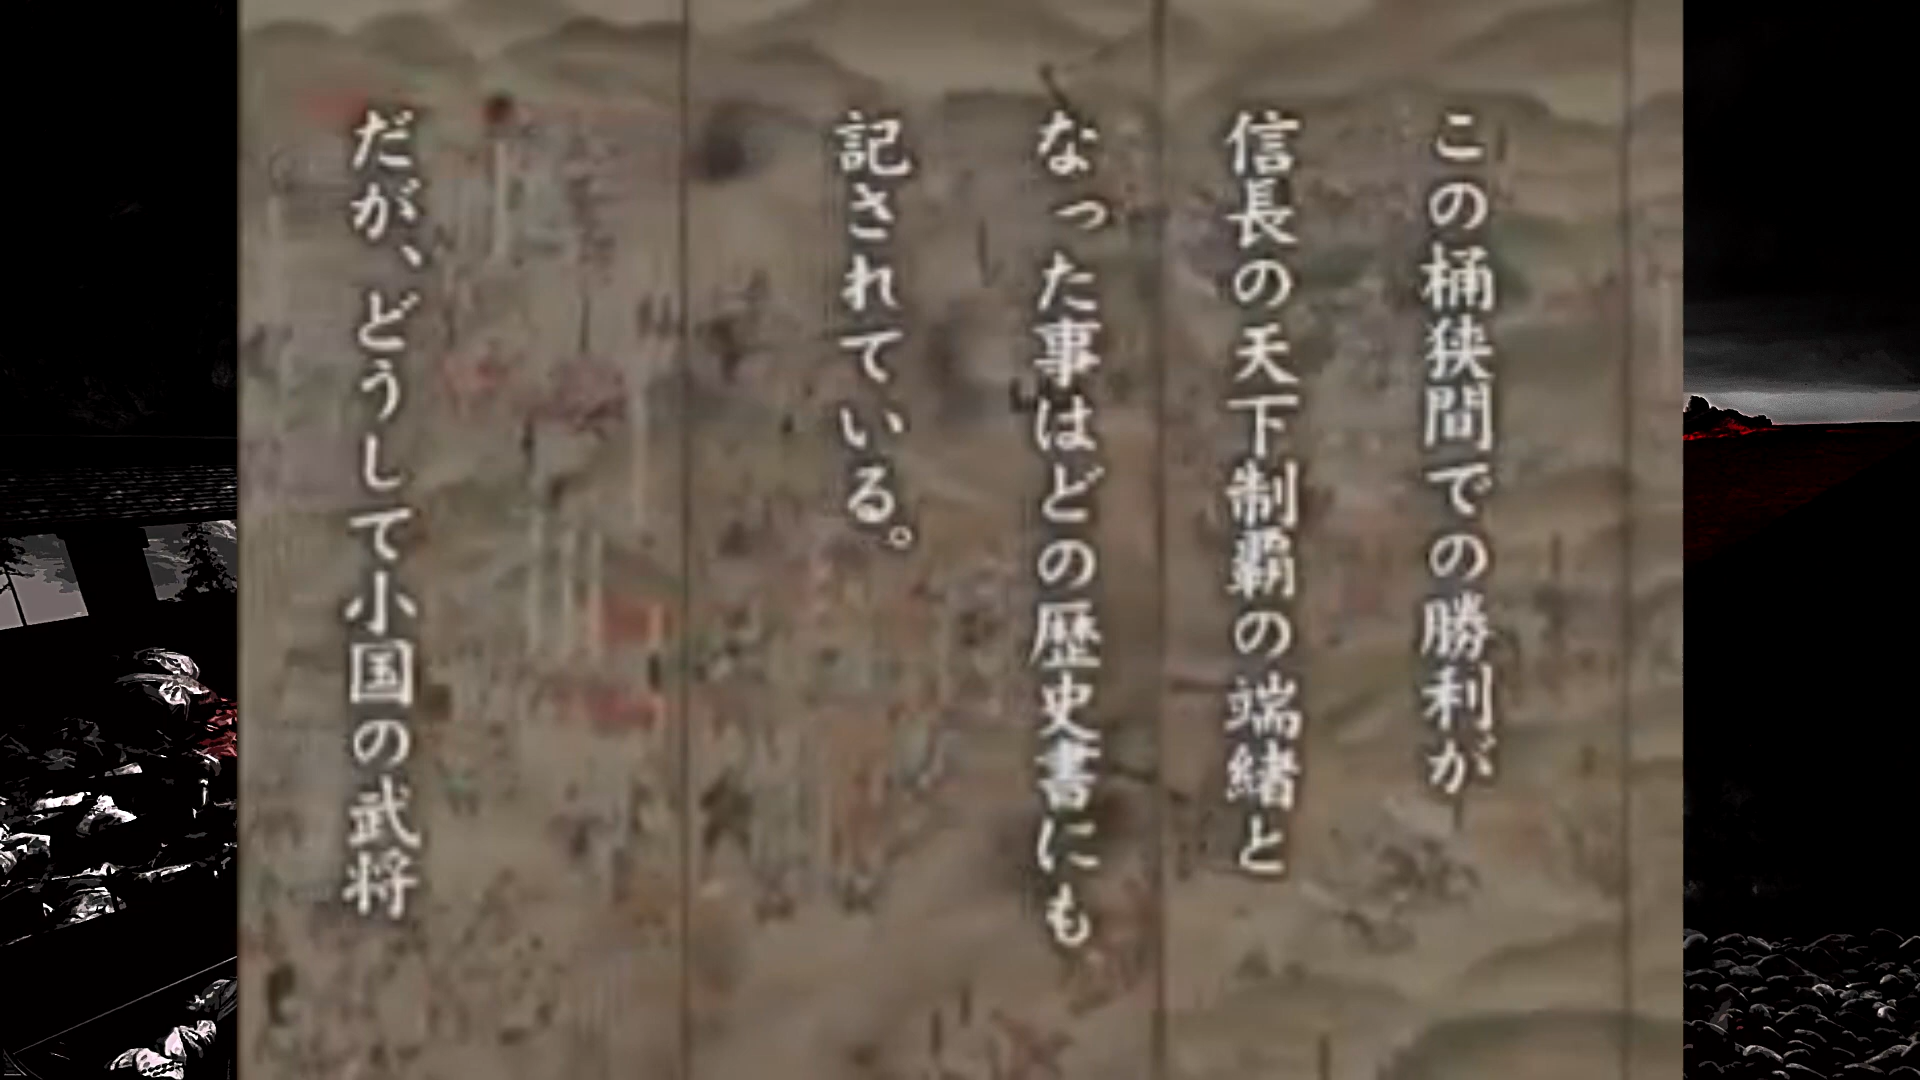 この桶狭間での勝利が
信長の天下制覇の端緒と
なった事はどの歴史書にも
記されている。
だが、どうして小国の武将